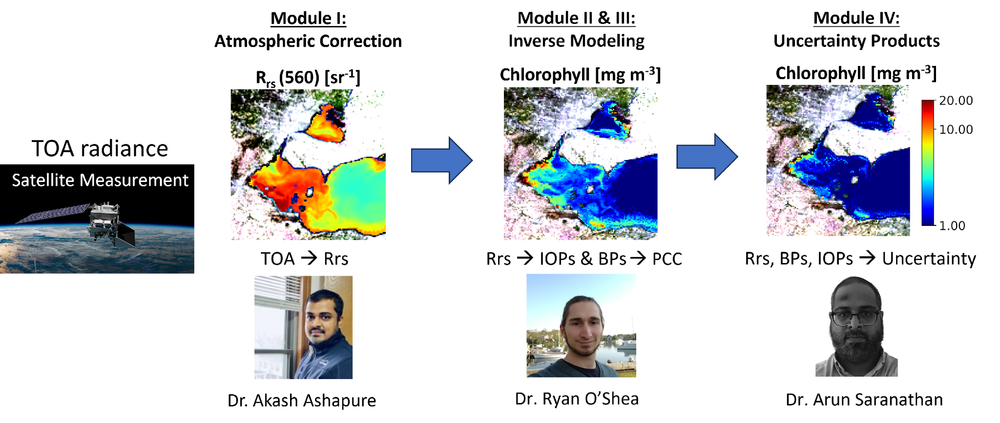 TOA radiance
Satellite Measurement
Module I:
Atmospheric Correction
Rrs (560) [sr-1]
TOA → Rrs
Dr. Akash Ashapure
Module II & III:
Inverse Modeling
Chlorophyll [mg m-3]
Rrs → IOPs & BPs → PCC
Dr. Ryan O’Shea
Module IV:
Uncertainty Products
Chlorophyll [mg m-3]
20.00
10.00
1.00
Rrs, BPs, IOPs → Uncertainty
Dr. Arun Saranathan